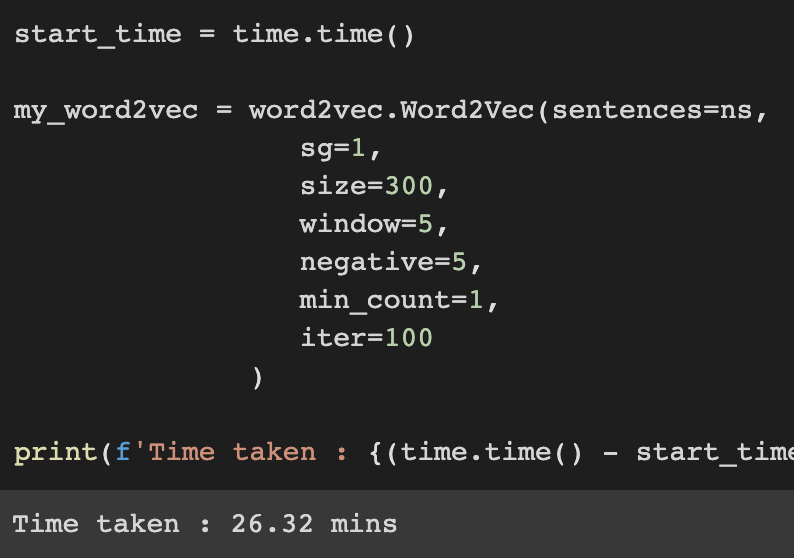 start_time = time.time()
my_word2vec = word2vec.Word2Vec(sentences=ns,
sg=1,
size=300,
window=5,
negative=5,
min_count=1,
iter=100
)
print(f'Time taken : {(time.time() - start_time
Time taken : 26.32 mins